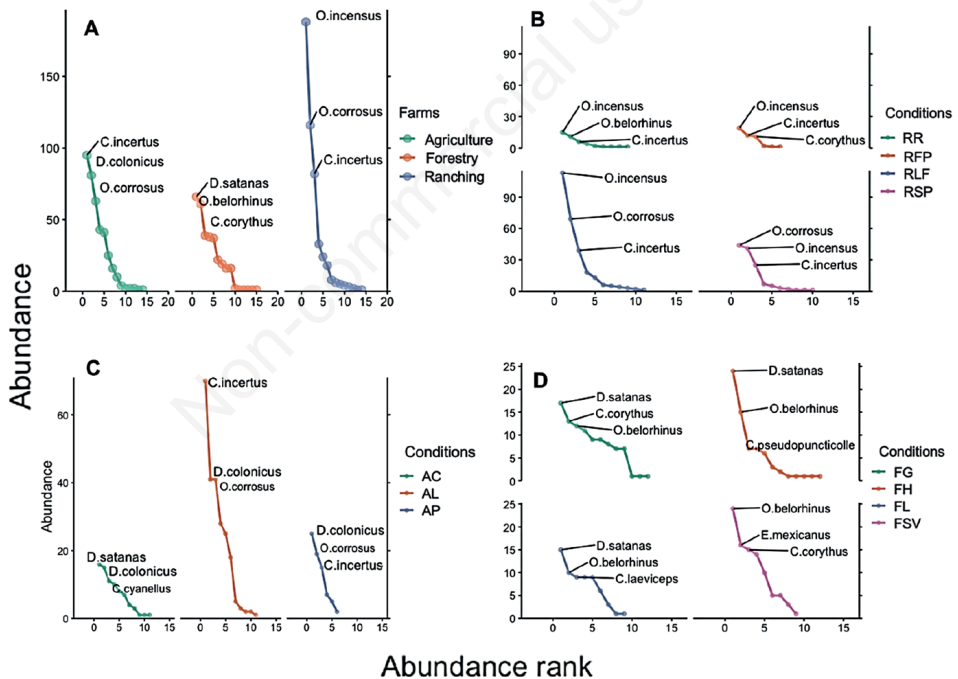 Abundance
A
150
100
50
0
O.incensus
O.corrosus
C.incertus
C.incertus
D.colonicus
O.corrosus
D.satanas
O.belorhinus
C.corythus
0 5 10 15 20 0 5 10 15 20 0 5 10 15 20
Farms
Agriculture
Forestry
Ranching
B
90
60
30
0
O.incensus
O.belorhinus
C.incertus
O.incensus
C.incertus
C.corythus
90
60
30
0
O.incensus
O.corrosus
C.incertus
O.corrosus
O.incensus
C.incertus
0 5 10 15 0 5 10 15
Conditions
RR
RFP
RLF
RSP
C
Abundance
60
40
20
0
D.satanas
D.colonicus
C.cyanellus
C.incertus
D.colonicus
O.corrosus
D.colonicus
O.corrosus
C.incertus
0 5 10 15 0 5 10 15 0 5 10 15
Conditions
AC
AL
AP
D
25
20
15
10
5
0
D.satanas
C.corythus
O.belorhinus
D.satanas
O.belorhinus
C.pseudopuncticolle
25
20
15
10
5
0
D.satanas
O.belorhinus
C.laeviceps
O.belorhinus
E.mexicanus
C.corythus
0 5 10 15 0 5 10 15
Conditions
FG
FH
FL
FSV
Abundance rank
Non-commercial us